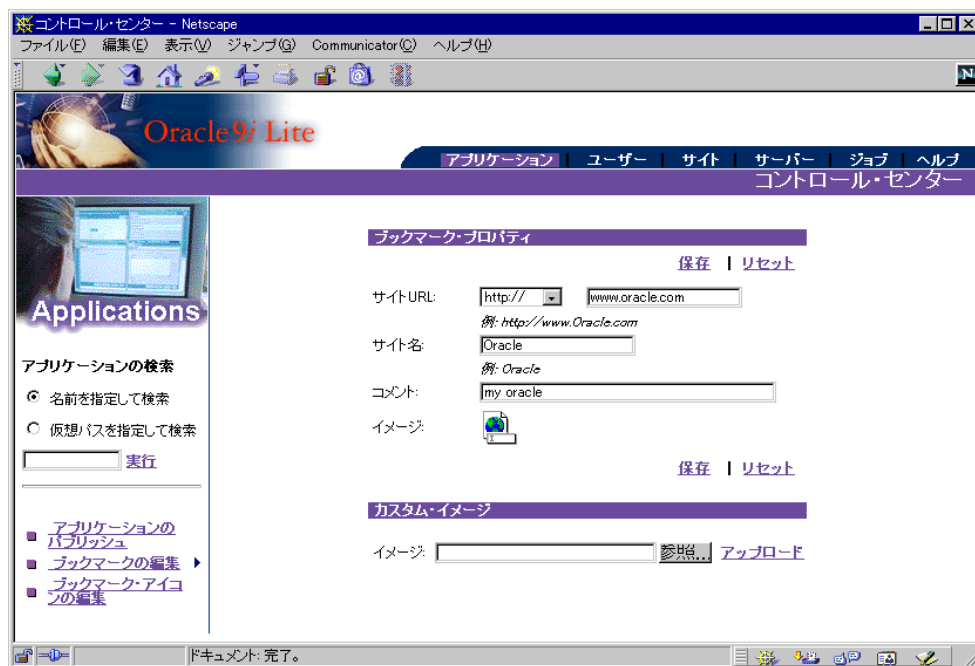 コントロール・センター - Netscape
ファイル(F) 編集(E) 表示(V) ジャンプ(G) Communicator(C) ヘルプ(H)
N
Oracle9i Lite
アプリケーション ユーザー サイト サーバー ジョブ ヘルプ
コントロール・センター
Applications
アプリケーションの検索
名前を指定して検索
仮想パスを指定して検索
実行
アプリケーションの
パブリッシュ
ブックマークの編集
ブックマーク・アイコ
ンの編集
ブックマーク・プロパティ
保存 | リセット
サイトURL: http:// www.oracle.com
例: http://www.Oracle.com
サイト名: Oracle
例: Oracle
コメント: my oracle
イメージ:
保存 | リセット
カスタム・イメージ
イメージ: 参照... アップロード
ドキュメント: 完了。